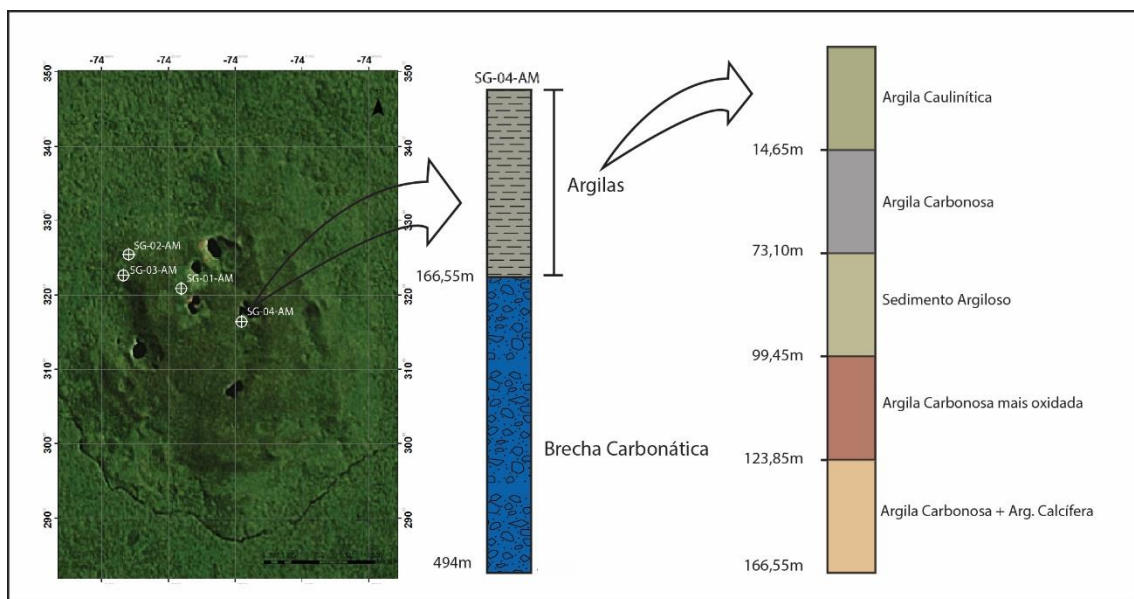 -74
-74
-74
-74
-74
350
350
340
340
330
330
SG-02-AM
SG-03-AM
SG-01-AM
320
320
SG-04-AM
310
310
300
300
290
290
SG-04-AM
Argilas
166,55m
Brecha Carbonática
494m
Argila Caulinítica
14,65m
Argila Carbonosa
73,10m
Sedimento Argiloso
99,45m
Argila Carbonosa mais oxidada
123,85m
Argila Carbonosa + Arg. Calcífera
166,55m